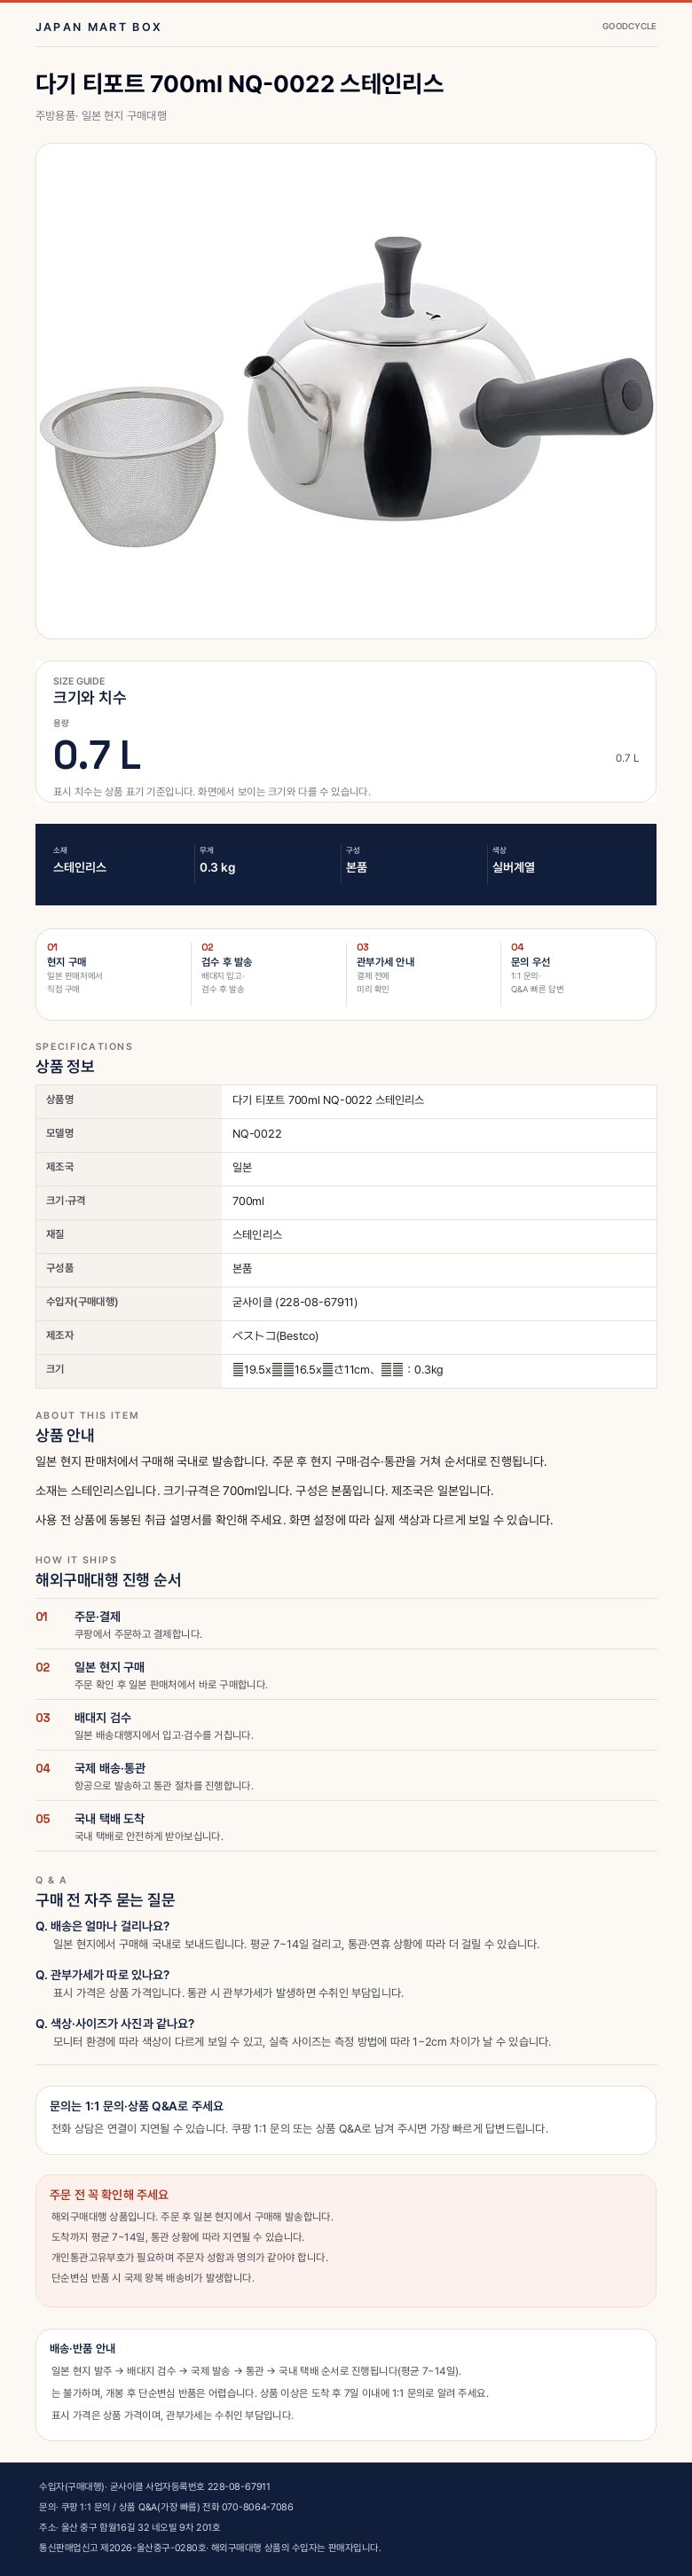 JAPAN MART BOX
GOODCYCLE
다기 티포트 700ml NQ-0022 스테인리스
주방용품· 일본 현지 구매대행
SIZE GUIDE
크기와 치수
용량
0.7 L
0.7 L
표시 치수는 상품 표기 기준입니다. 화면에서 보이는 크기와 다를 수 있습니다.
소재
스테인리스
무게
0.3 kg
구성
본품
색상
실버계열
01
현지 구매
일본 판매처에서
직접 구매
02
검수 후 발송
배대지 입고·
검수 후 발송
03
관부가세 안내
결제 전에
미리 확인
04
문의 우선
1:1 문의·
Q&A 빠른 답변
SPECIFICATIONS
상품 정보
상품명 다기 티포트 700ml NQ-0022 스테인리스
모델명 NQ-0022
제조국 일본
크기·규격 700ml
재질 스테인리스
구성품 본품
수입자(구매대행) 굳사이클 (228-08-67911)
제조자 ベストコ(Bestco)
크기 19.5x16.5xさ11cm、：0.3kg
ABOUT THIS ITEM
상품 안내
일본 현지 판매처에서 구매해 국내로 발송합니다. 주문 후 현지 구매·검수·통관을 거쳐 순서대로 진행됩니다.
소재는 스테인리스입니다. 크기·규격은 700ml입니다. 구성은 본품입니다. 제조국은 일본입니다.
사용 전 상품에 동봉된 취급 설명서를 확인해 주세요. 화면 설정에 따라 실제 색상과 다르게 보일 수 있습니다.
HOW IT SHIPS
해외구매대행 진행 순서
01 주문·결제
쿠팡에서 주문하고 결제합니다.
02 일본 현지 구매
주문 확인 후 일본 판매처에서 바로 구매합니다.
03 배대지 검수
일본 배송대행지에서 입고·검수를 거칩니다.
04 국제 배송·통관
항공으로 발송하고 통관 절차를 진행합니다.
05 국내 택배 도착
국내 택배로 안전하게 받아보십니다.
Q & A
구매 전 자주 묻는 질문
Q. 배송은 얼마나 걸리나요?
일본 현지에서 구매해 국내로 보내드립니다. 평균 7~14일 걸리고, 통관·연휴 상황에 따라 더 걸릴 수 있습니다.
Q. 관부가세가 따로 있나요?
표시 가격은 상품 가격입니다. 통관 시 관부가세가 발생하면 수취인 부담입니다.
Q. 색상·사이즈가 사진과 같나요?
모니터 환경에 따라 색상이 다르게 보일 수 있고, 실측 사이즈는 측정 방법에 따라 1~2cm 차이가 날 수 있습니다.
문의는 1:1 문의·상품 Q&A로 주세요
전화 상담은 연결이 지연될 수 있습니다. 쿠팡 1:1 문의 또는 상품 Q&A로 남겨 주시면 가장 빠르게 답변드립니다.
주문 전 꼭 확인해 주세요
해외구매대행 상품입니다. 주문 후 일본 현지에서 구매해 발송합니다.
도착까지 평균 7~14일, 통관 상황에 따라 지연될 수 있습니다.
개인통관고유부호가 필요하며 주문자 성함과 명의가 같아야 합니다.
단순변심 반품 시 국제 왕복 배송비가 발생합니다.
배송·반품 안내
일본 현지 발주 → 배대지 검수 → 국제 발송 → 통관 → 국내 택배 순서로 진행됩니다(평균 7~14일).
는 불가하며, 개봉 후 단순변심 반품은 어렵습니다. 상품 이상은 도착 후 7일 이내에 1:1 문의로 알려 주세요.
표시 가격은 상품 가격이며, 관부가세는 수취인 부담입니다.
수입자(구매대행)· 굳사이클 사업자등록번호 228-08-67911
문의· 쿠팡 1:1 문의 / 상품 Q&A(가장 빠름) 전화 070-8064-7086
주소· 울산 중구 함월16길 32 네오빌 9차 201호
통신판매업신고 제2026-울산중구-0280호· 해외구매대행 상품의 수입자는 판매자입니다.